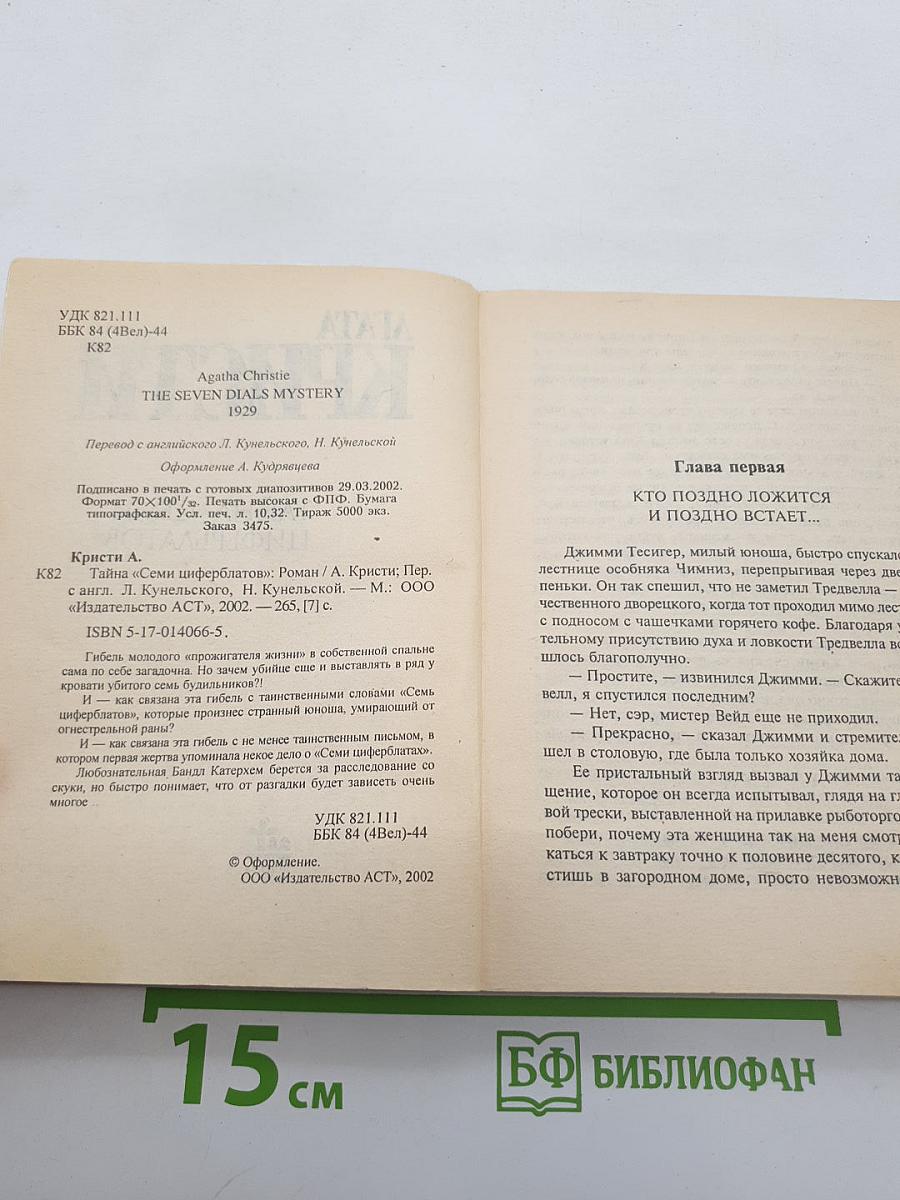 УДК 821.111
ББК 84 (4Вел)-44
К82
Agatha Christie
THE SEVEN DIALS MYSTERY
1929
Перевод с английского Л. Кунельского, Н. Кунельской
Оформление А. Кудрявцева
Подписано в печать с готовых диапозитивов 29.03.2002.
Формат 70×100¹/₃₂. Печать высокая с ФПФ. Бумага
типографская. Усл. печ. л. 10,32. Тираж 5000 экз.
Заказ 3475.
Кристи А.
К82 Тайна «Семи циферблатов»: Роман / А. Кристи; Пер.
с англ. Л. Кунельского, Н. Кунельской. — М.: ООО
«Издательство АСТ», 2002. — 265, [7] с.
ISBN 5-17-014066-5.
Гибель молодого «прожигателя жизни» в собственной спальне
сама по себе загадочна. Но зачем убийце еще и выставлять в ряд у
кровати убитого семь будильников?!
И — как связана эта гибель с таинственными словами «Семь
циферблатов», которые произнес странный юноша, умирающий от
огнестрельной раны?
И — как связана эта гибель с не менее таинственным письмом, в
котором первая жертва упоминала некое дело о «Семи циферблатах».
Любознательная Бандл Катерхем берется за расследование со
скуки, но быстро понимает, что от разгадки будет зависеть очень
многое ..
УДК 821.111
ББК 84 (4Вел)-44
© Оформление.
ООО «Издательство АСТ», 2002
Глава первая
КТО ПОЗДНО ЛОЖИТСЯ
И ПОЗДНО ВСТАЕТ...
Джимми Тесигер, милый юноша, быстро спускалс
лестнице особняка Чимниз, перепрыгивая через две
пеньки. Он так спешил, что не заметил Тредвелла —
чественного дворецкого, когда тот проходил мимо лест
с подносом с чашечками горячего кофе. Благодаря у
тельному присутствию духа и ловкости Тредвелла вс
шлось благополучно.
— Простите, — извинился Джимми. — Скажите
велл, я спустился последним?
— Нет, сэр, мистер Вейд еще не приходил.
— Прекрасно, — сказал Джимми и стремител
шел в столовую, где была только хозяйка дома.
Ее пристальный взгляд вызвал у Джимми та
щение, которое он всегда испытывал, глядя на гл
вой трески, выставленной на прилавке рыботорго
побери, почему эта женщина так на меня смотр
каться к завтраку точно к половине десятого, к
стишь в загородном доме, просто невозможн
15 см
БФ БИБЛИОФАН